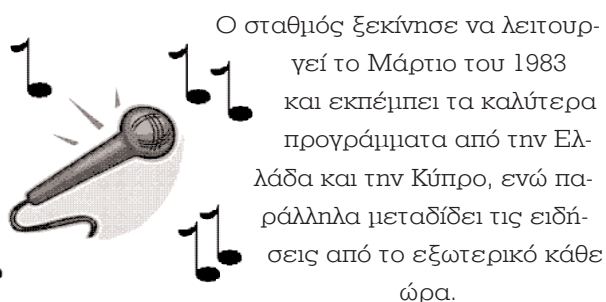 Ο σταθμός ξεκίνησε να λειτουρ-
γεί το Μάρτιο του 1983
και εκπέμπει τα καλύτερα
προγράμματα από την Ελ-
λάδα και την Κύπρο, ενώ πα-
ράλληλα μεταδίδει τις ειδή-
σεις από το εξωτερικό κάθε
ώρα.